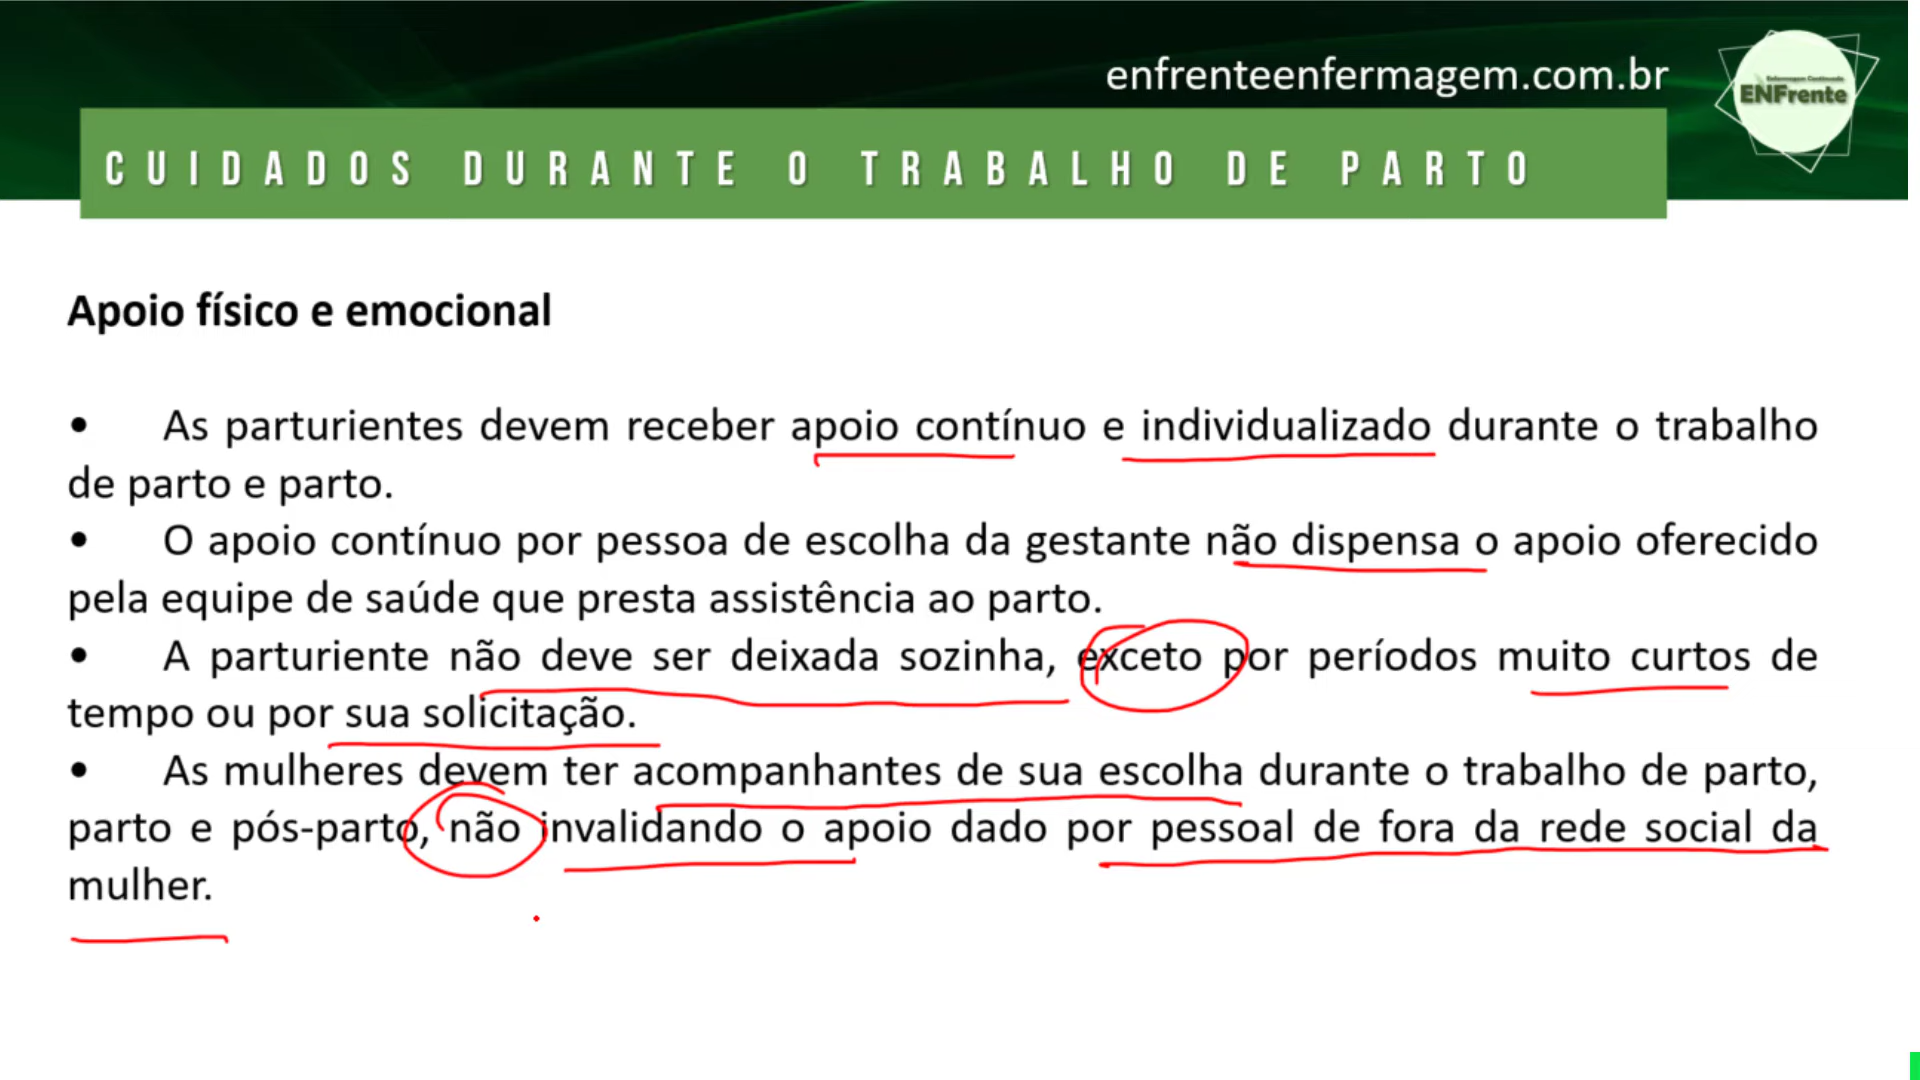 enfrenteenfermagem.com.br
Enfermagem Continuada
ENFrente
CUIDADOS DURANTE O TRABALHO DE PARTO
Apoio físico e emocional
• As parturientes devem receber apoio contínuo e individualizado durante o trabalho
de parto e parto.
• O apoio contínuo por pessoa de escolha da gestante não dispensa o apoio oferecido
pela equipe de saúde que presta assistência ao parto.
• A parturiente não deve ser deixada sozinha, exceto por períodos muito curtos de
tempo ou por sua solicitação.
• As mulheres devem ter acompanhantes de sua escolha durante o trabalho de parto,
parto e pós-parto, não invalidando o apoio dado por pessoal de fora da rede social da
mulher.